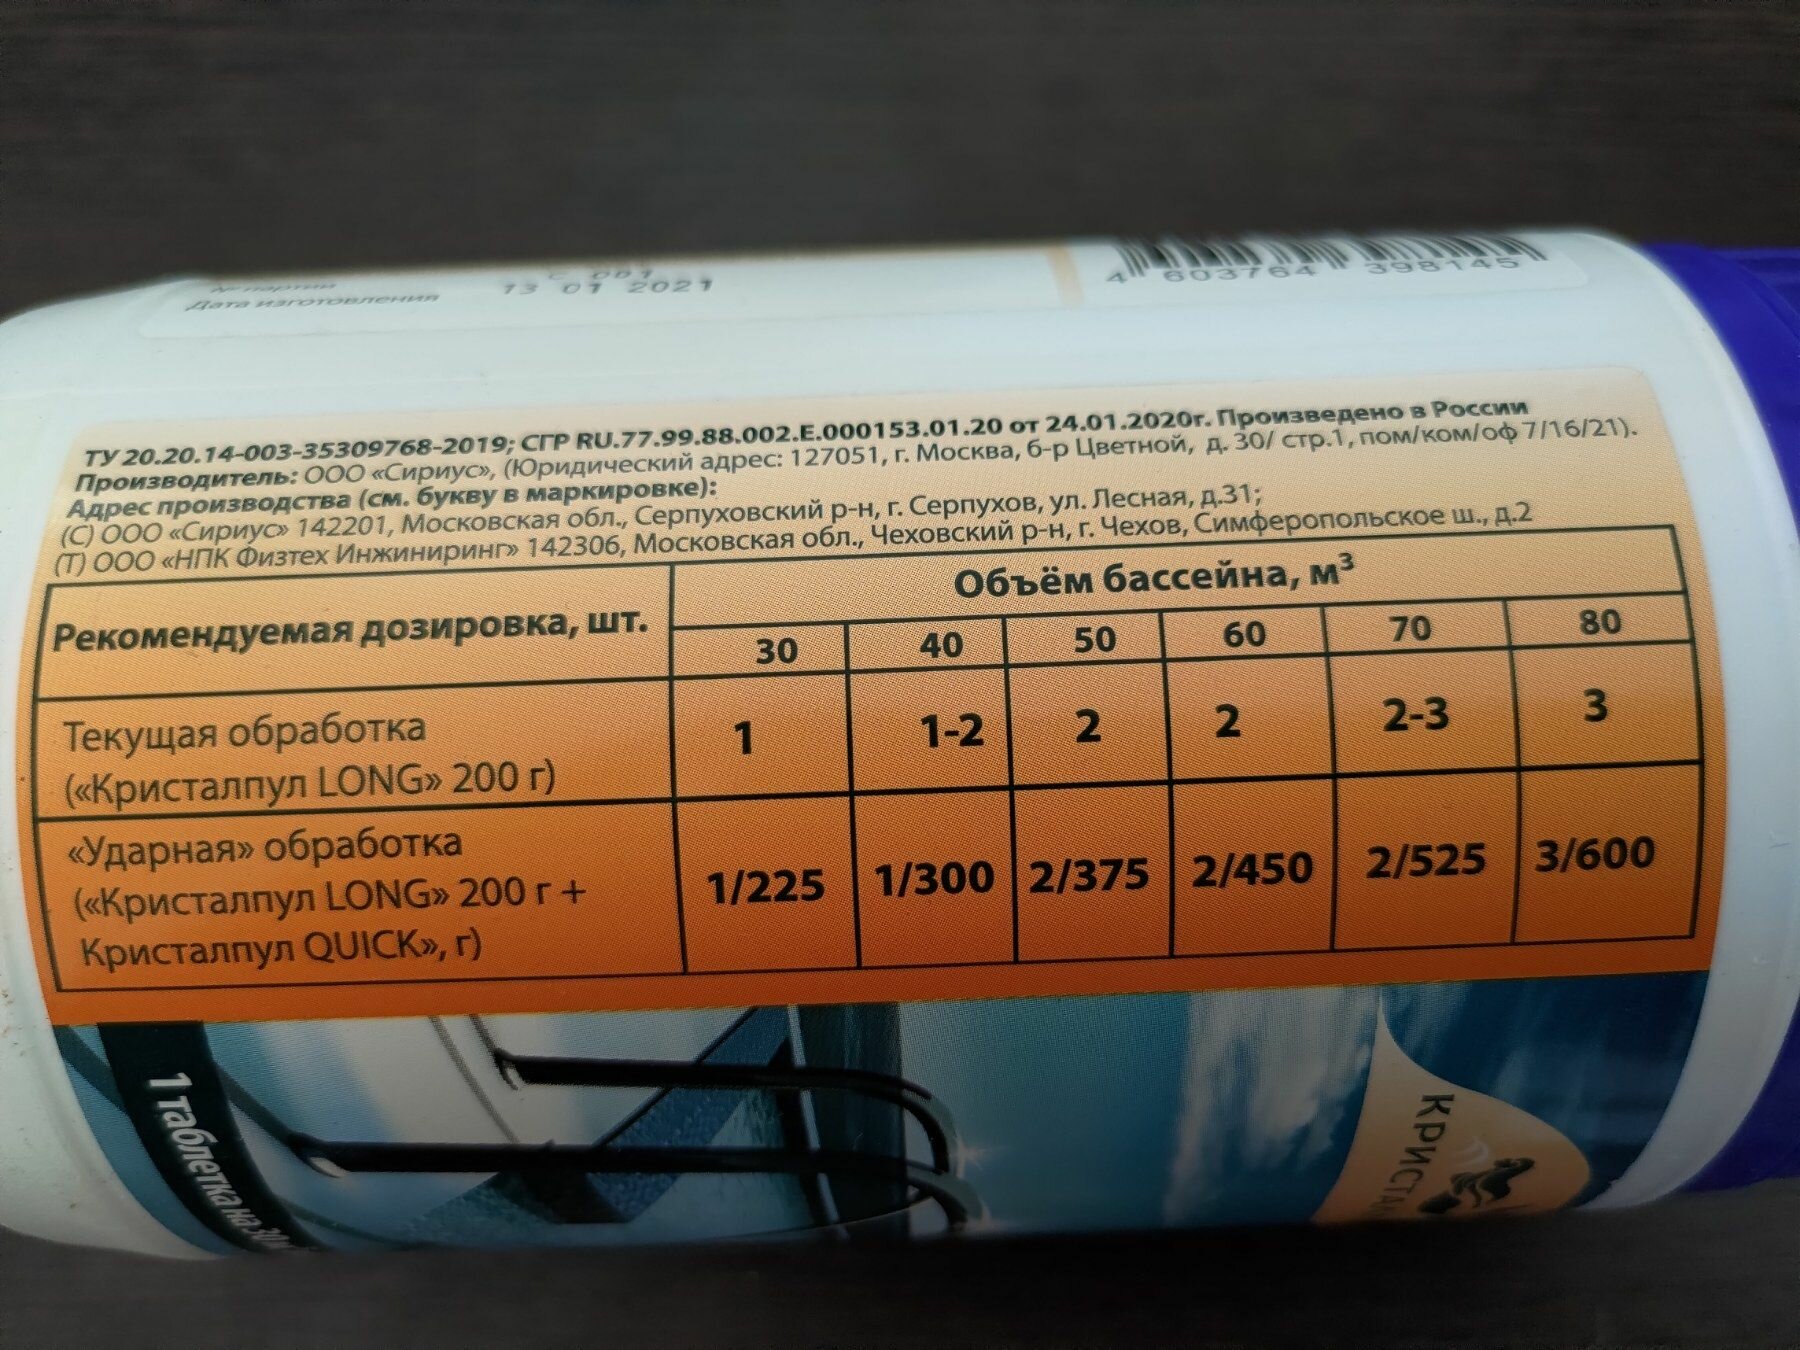 № партии С 001
Дата изготовления 13 01 2021
4 603764 398145
ТУ 20.20.14-003-35309768-2019; СГР RU.77.99.88.002.E.000153.01.20 от 24.01.2020г. Произведено в России
Производитель: ООО «Сириус», (Юридический адрес: 127051, г. Москва, б-р Цветной, д. 30/ стр.1, пом/ком/оф 7/16/21).
Адрес производства (см. букву в маркировке):
(С) ООО «Сириус» 142201, Московская обл., Серпуховский р-н, г. Серпухов, ул. Лесная, д.31;
(Т) ООО «НПК Физтех Инжиниринг» 142306, Московская обл., Чеховский р-н, г. Чехов, Симферопольское ш., д.2
Рекомендуемая дозировка, шт.
Объём бассейна, м³
30 40 50 60 70 80
Текущая обработка
(«Кристалпул LONG» 200 г)
1 1-2 2 2 2-3 3
«Ударная» обработка
(«Кристалпул LONG» 200 г +
Кристалпул QUICK», г)
1/225 1/300 2/375 2/450 2/525 3/600
1 таблетка на
КРИСТА